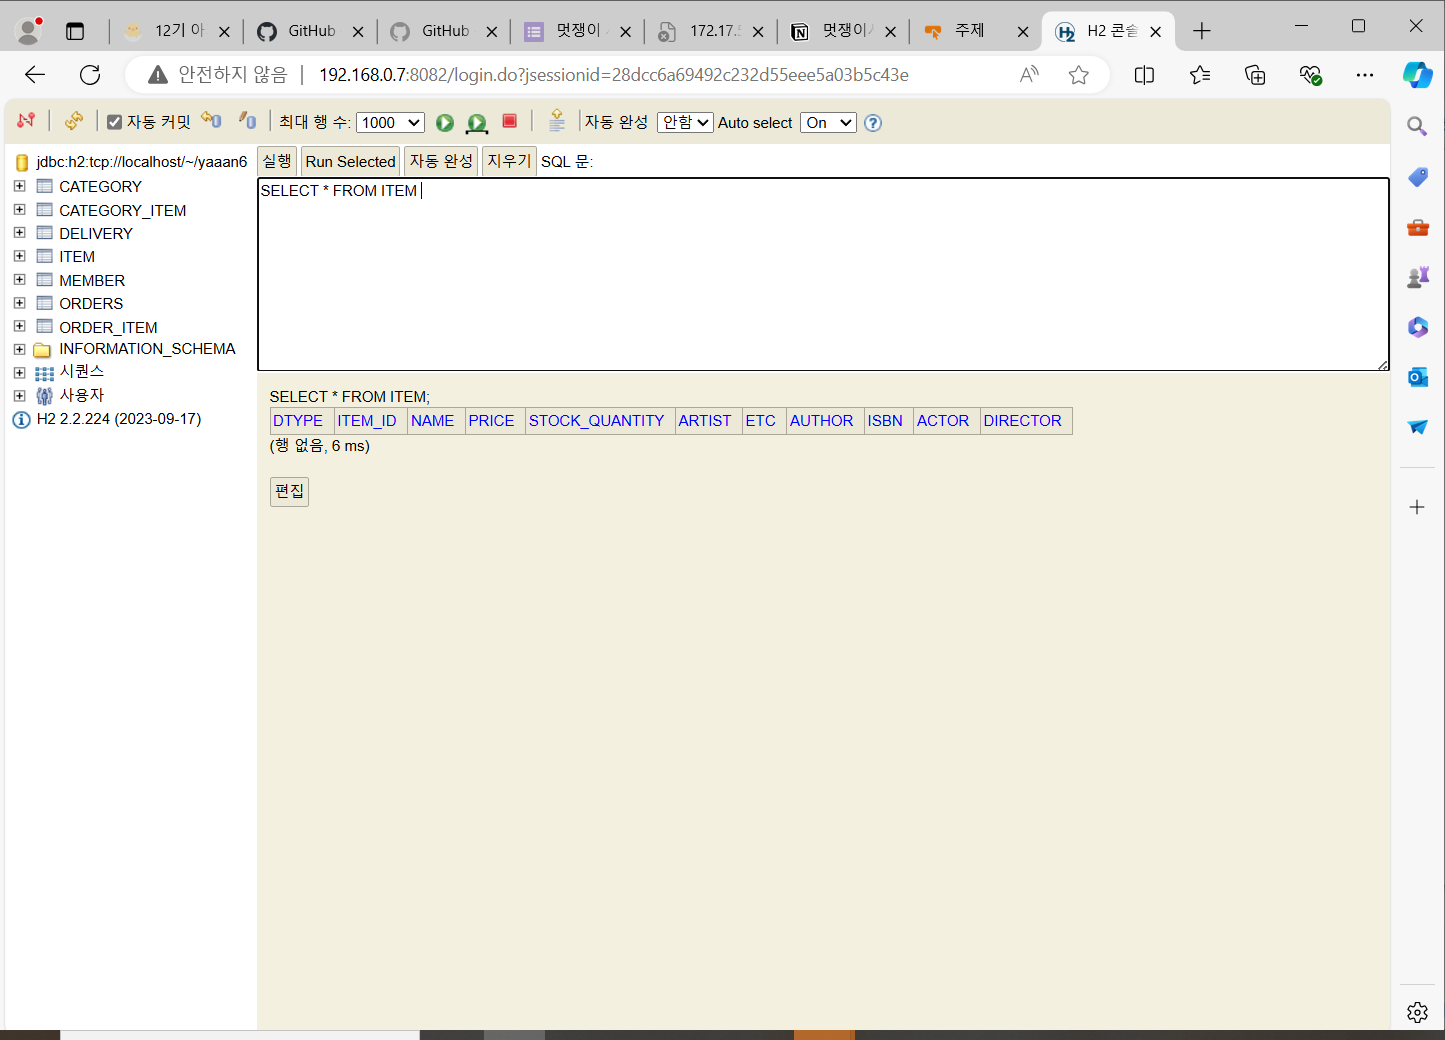 12기 아
GitHub
GitHub
멋쟁이
172.17.
멋쟁이
주제
H2 콘솔
안전하지 않음
192.168.0.7:8082/login.do?jsessionid=28dcc6a69492c232d55eee5a03b5c43e
자동 커밋
최대 행 수: 1000
자동 완성 안함 Auto select On
jdbc:h2:tcp://localhost/~/yaaan6
실행 Run Selected 자동 완성 지우기 SQL 문:
SELECT * FROM ITEM
CATEGORY
CATEGORY_ITEM
DELIVERY
ITEM
MEMBER
ORDERS
ORDER_ITEM
INFORMATION_SCHEMA
시퀀스
사용자
H2 2.2.224 (2023-09-17)
SELECT * FROM ITEM;
DTYPE ITEM_ID NAME PRICE STOCK_QUANTITY ARTIST ETC AUTHOR ISBN ACTOR DIRECTOR
(행 없음, 6 ms)
편집